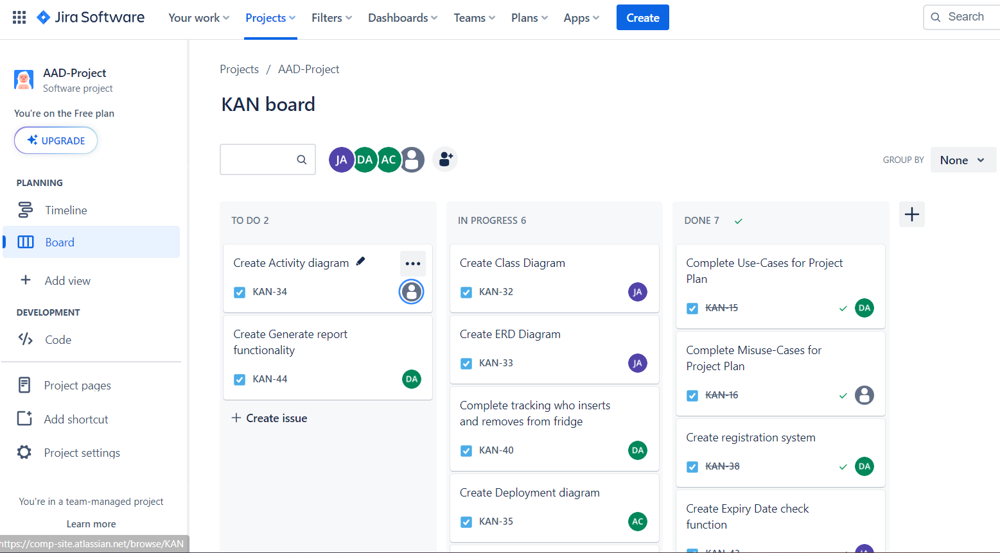 Jira Software
Your work
Projects
Filters
Dashboards
Teams
Plans
Apps
Create
Search
AAD-Project
Software project
You're on the Free plan
UPGRADE
PLANNING
Timeline
Board
Add view
DEVELOPMENT
Code
Project pages
Add shortcut
Project settings
You're in a team-managed project
Learn more
https://comp-site.atlassian.net/browse/KAN
Projects / AAD-Project
KAN board
JA DA AC
GROUP BY None
TO DO 2
Create Activity diagram
KAN-34
Create Generate report
functionality
KAN-44 DA
Create issue
IN PROGRESS 6
Create Class Diagram
KAN-32 JA
Create ERD Diagram
KAN-33 JA
Complete tracking who inserts
and removes from fridge
KAN-40 DA
Create Deployment diagram
KAN-35 AC
DONE 7
Complete Use-Cases for Project
Plan
KAN-15 DA
Complete Misuse-Cases for
Project Plan
KAN-16
Create registration system
KAN-38 DA
Create Expiry Date check
function